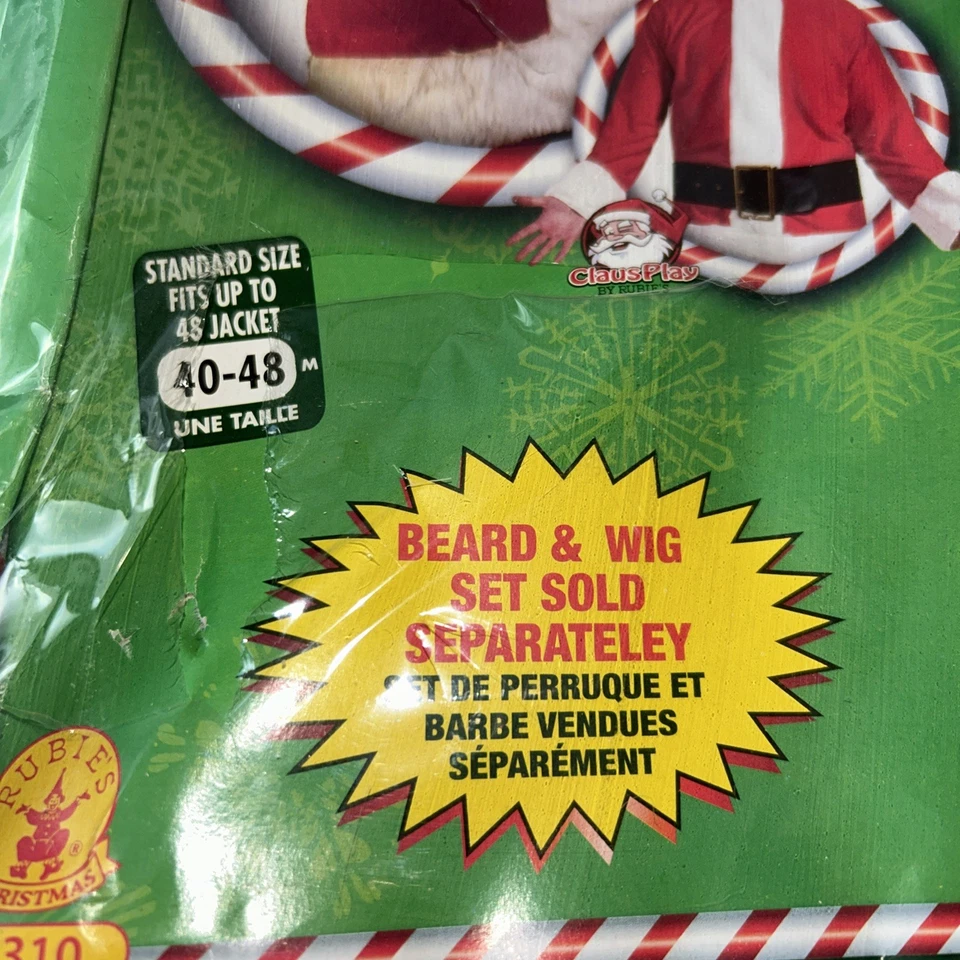 STANDARD SIZE
FITS UP TO
48 JACKET
40-48 M
UNE TAILLE
ClausPlay
BY RUBIE'S
BEARD & WIG
SET SOLD
SEPARATELEY
SET DE PERRUQUE ET
BARBE VENDUES
SÉPARÉMENT
RUBIE'S
®
RISTMAS
310